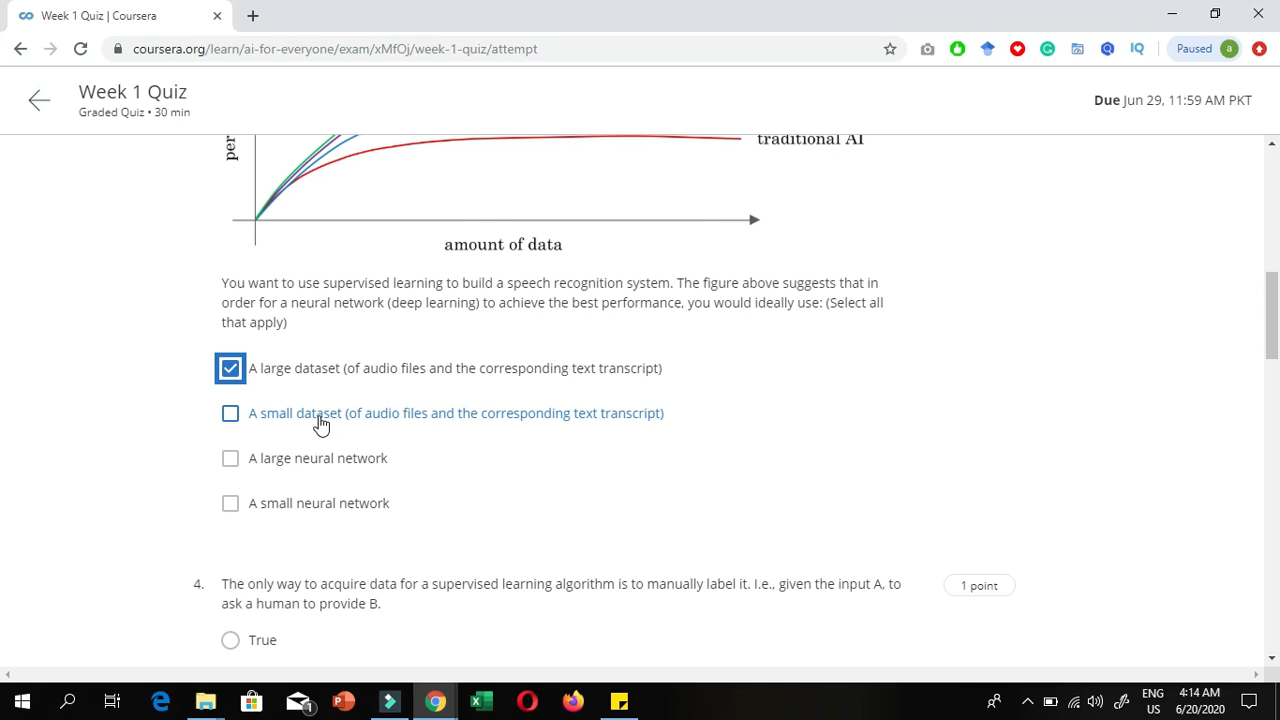 Week 1 Quiz | Coursera
coursera.org/learn/ai-for-everyone/exam/xMfOj/week-1-quiz/attempt
IQ
Paused
a
Week 1 Quiz
Graded Quiz • 30 min
Due Jun 29, 11:59 AM PKT
per
traditional AI
amount of data
You want to use supervised learning to build a speech recognition system. The figure above suggests that in
order for a neural network (deep learning) to achieve the best performance, you would ideally use: (Select all
that apply)
A large dataset (of audio files and the corresponding text transcript)
A small dataset (of audio files and the corresponding text transcript)
A large neural network
A small neural network
4. The only way to acquire data for a supervised learning algorithm is to manually label it. I.e., given the input A, to
ask a human to provide B.
1 point
True
1
ENG
US
4:14 AM
6/20/2020